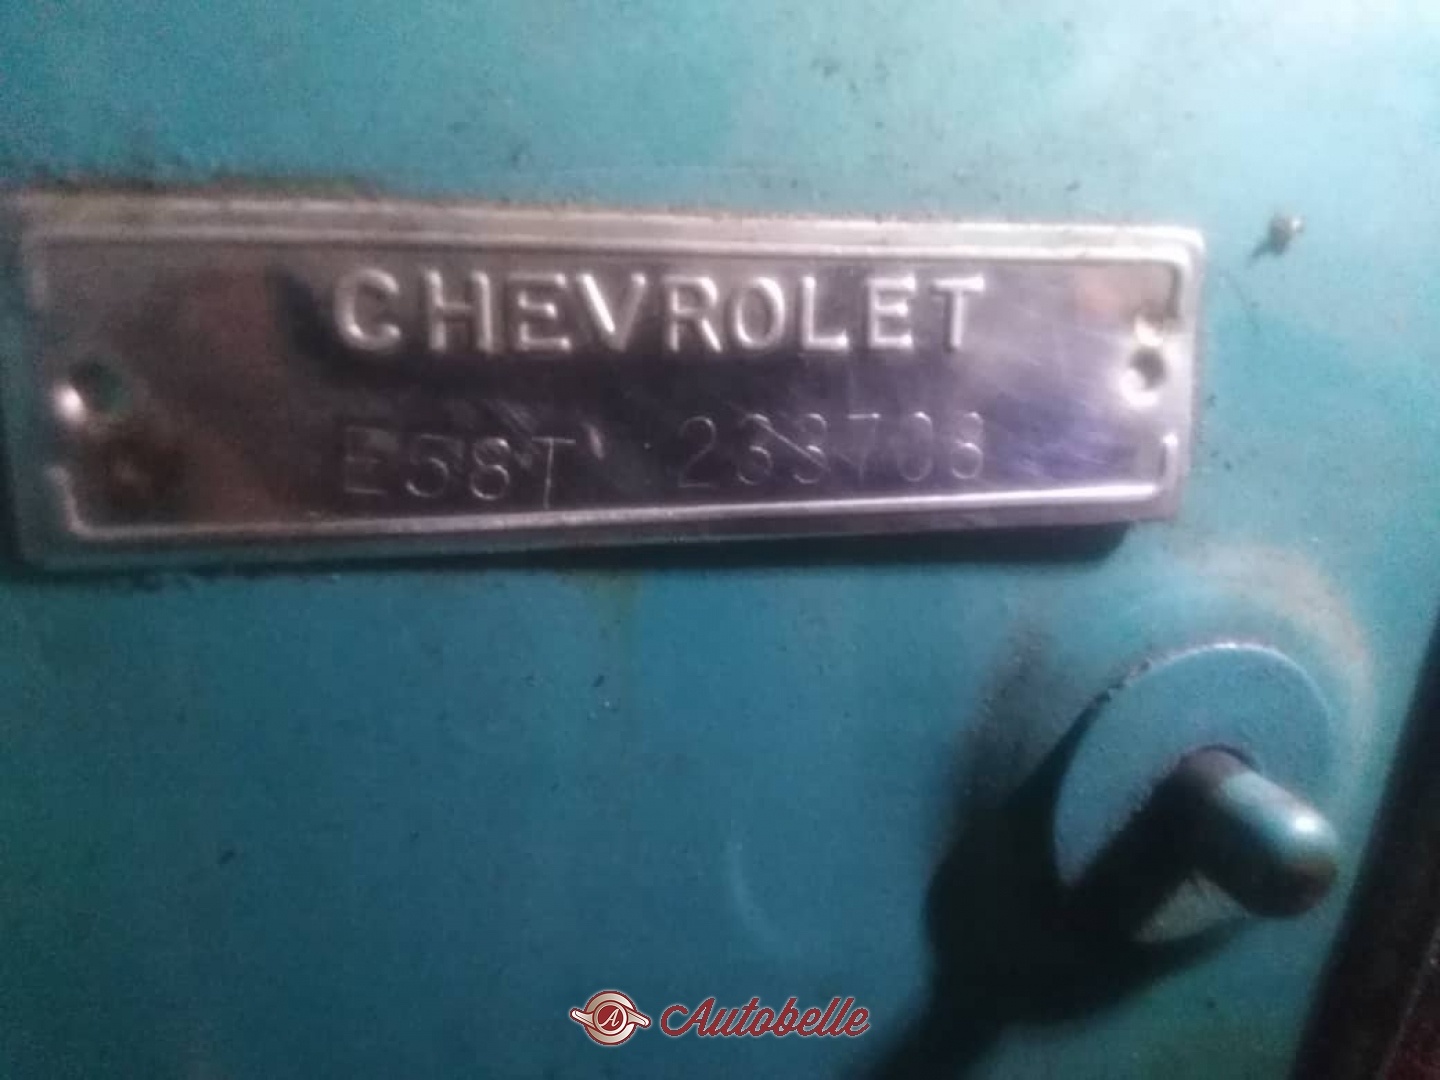 CHEVROLET
E58T 233708
A Autobelle